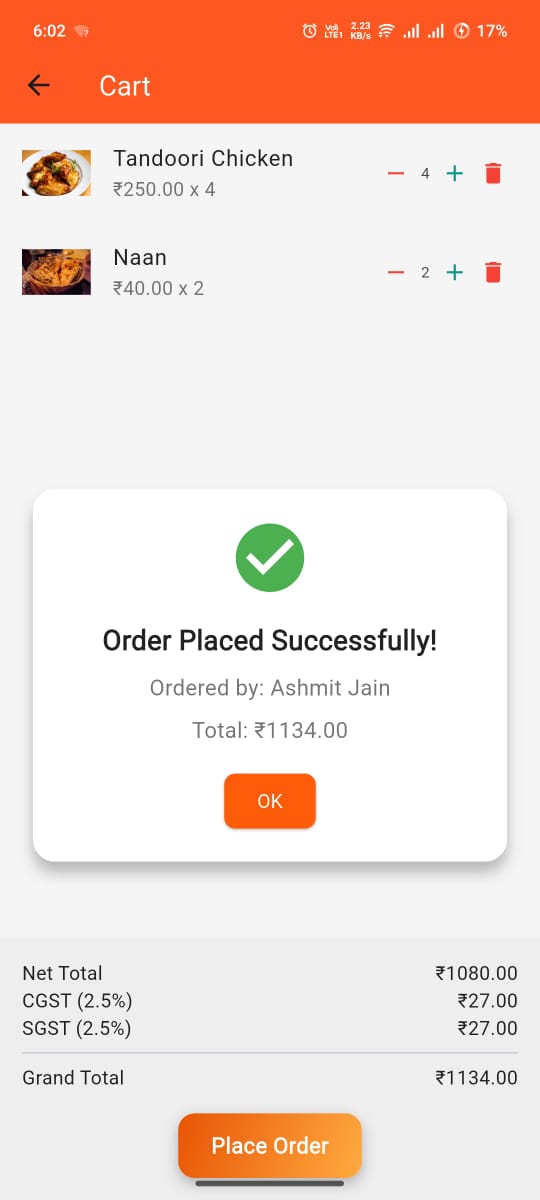 6:02
Vo)) LTE1 2.23 KB/s 17%
Cart
Tandoori Chicken
₹250.00 x 4
4
Naan
₹40.00 x 2
2
Order Placed Successfully!
Ordered by: Ashmit Jain
Total: ₹1134.00
OK
Net Total ₹1080.00
CGST (2.5%) ₹27.00
SGST (2.5%) ₹27.00
Grand Total ₹1134.00
Place Order